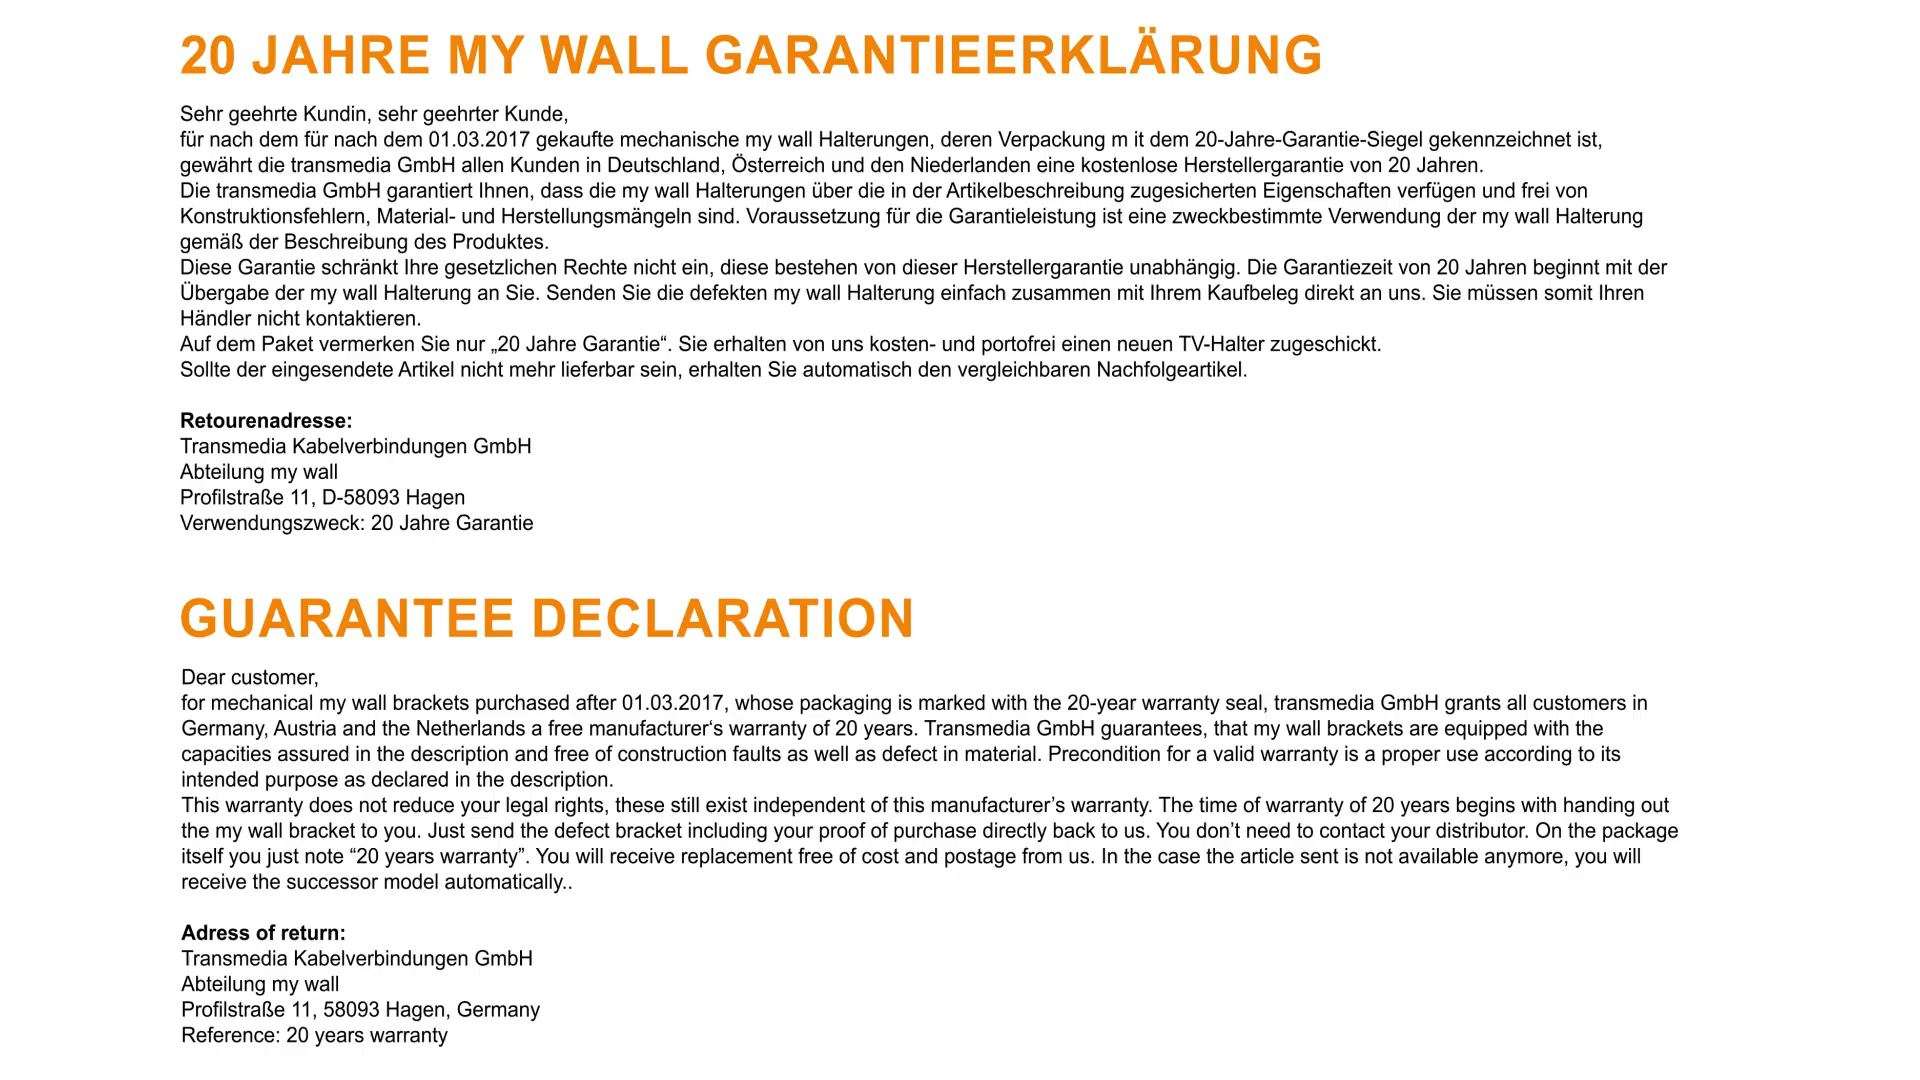 20 JAHRE MY WALL GARANTIEERKLÄRUNG
Sehr geehrte Kundin, sehr geehrter Kunde,
für nach dem für nach dem 01.03.2017 gekaufte mechanische my wall Halterungen, deren Verpackung m it dem 20-Jahre-Garantie-Siegel gekennzeichnet ist,
gewährt die transmedia GmbH allen Kunden in Deutschland, Österreich und den Niederlanden eine kostenlose Herstellergarantie von 20 Jahren.
Die transmedia GmbH garantiert Ihnen, dass die my wall Halterungen über die in der Artikelbeschreibung zugesicherten Eigenschaften verfügen und frei von
Konstruktionsfehlern, Material- und Herstellungsmängeln sind. Voraussetzung für die Garantieleistung ist eine zweckbestimmte Verwendung der my wall Halterung
gemäß der Beschreibung des Produktes.
Diese Garantie schränkt Ihre gesetzlichen Rechte nicht ein, diese bestehen von dieser Herstellergarantie unabhängig. Die Garantiezeit von 20 Jahren beginnt mit der
Übergabe der my wall Halterung an Sie. Senden Sie die defekten my wall Halterung einfach zusammen mit Ihrem Kaufbeleg direkt an uns. Sie müssen somit Ihren
Händler nicht kontaktieren.
Auf dem Paket vermerken Sie nur „20 Jahre Garantie“. Sie erhalten von uns kosten- und portofrei einen neuen TV-Halter zugeschickt.
Sollte der eingesendete Artikel nicht mehr lieferbar sein, erhalten Sie automatisch den vergleichbaren Nachfolgeartikel.
Retourenadresse:
Transmedia Kabelverbindungen GmbH
Abteilung my wall
Profilstraße 11, D-58093 Hagen
Verwendungszweck: 20 Jahre Garantie
GUARANTEE DECLARATION
Dear customer,
for mechanical my wall brackets purchased after 01.03.2017, whose packaging is marked with the 20-year warranty seal, transmedia GmbH grants all customers in
Germany, Austria and the Netherlands a free manufacturer‘s warranty of 20 years. Transmedia GmbH guarantees, that my wall brackets are equipped with the
capacities assured in the description and free of construction faults as well as defect in material. Precondition for a valid warranty is a proper use according to its
intended purpose as declared in the description.
This warranty does not reduce your legal rights, these still exist independent of this manufacturer’s warranty. The time of warranty of 20 years begins with handing out
the my wall bracket to you. Just send the defect bracket including your proof of purchase directly back to us. You don’t need to contact your distributor. On the package
itself you just note “20 years warranty”. You will receive replacement free of cost and postage from us. In the case the article sent is not available anymore, you will
receive the successor model automatically..
Adress of return:
Transmedia Kabelverbindungen GmbH
Abteilung my wall
Profilstraße 11, 58093 Hagen, Germany
Reference: 20 years warranty